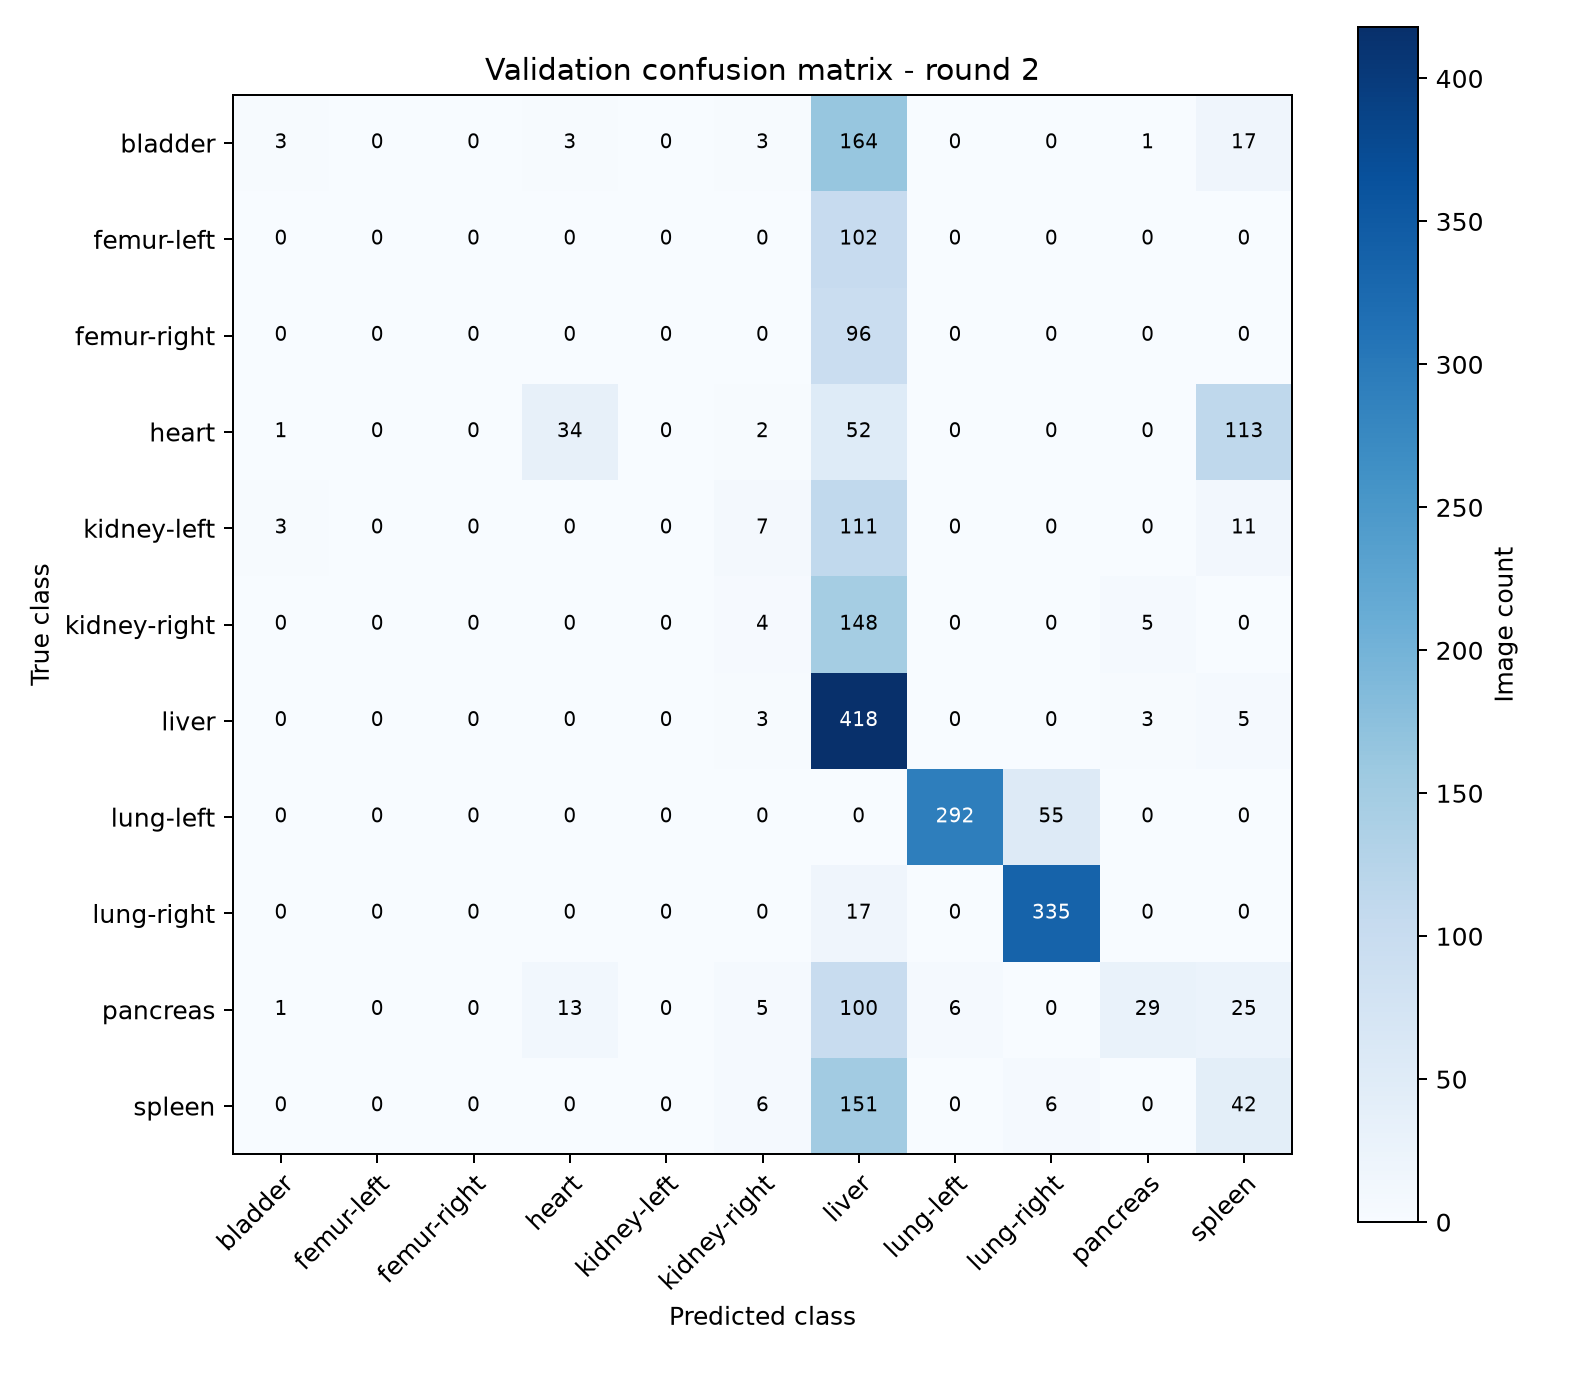 Validation confusion matrix - round 2
True class
bladder 3 0 0 3 0 3 164 0 0 1 17
femur-left 0 0 0 0 0 0 102 0 0 0 0
femur-right 0 0 0 0 0 0 96 0 0 0 0
heart 1 0 0 34 0 2 52 0 0 0 113
kidney-left 3 0 0 0 0 7 111 0 0 0 11
kidney-right 0 0 0 0 0 4 148 0 0 5 0
liver 0 0 0 0 0 3 418 0 0 3 5
lung-left 0 0 0 0 0 0 0 292 55 0 0
lung-right 0 0 0 0 0 0 17 0 335 0 0
pancreas 1 0 0 13 0 5 100 6 0 29 25
spleen 0 0 0 0 0 6 151 0 6 0 42
bladder femur-left femur-right heart kidney-left kidney-right liver lung-left lung-right pancreas spleen
Predicted class
400
350
300
250
200
150
100
50
0
Image count